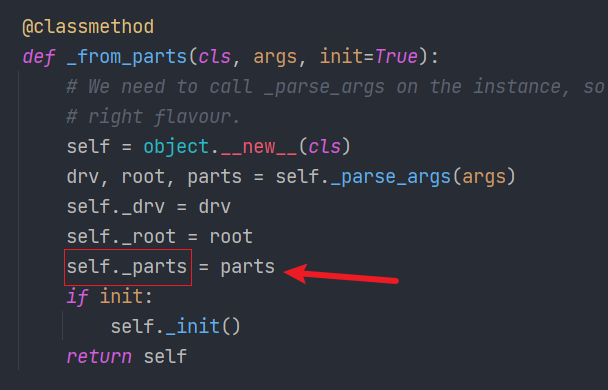 @classmethod
def _from_parts(cls, args, init=True):
# We need to call _parse_args on the instance, so
# right flavour.
self = object.__new__(cls)
drv, root, parts = self._parse_args(args)
self._drv = drv
self._root = root
self._parts = parts
if init:
self._init()
return self